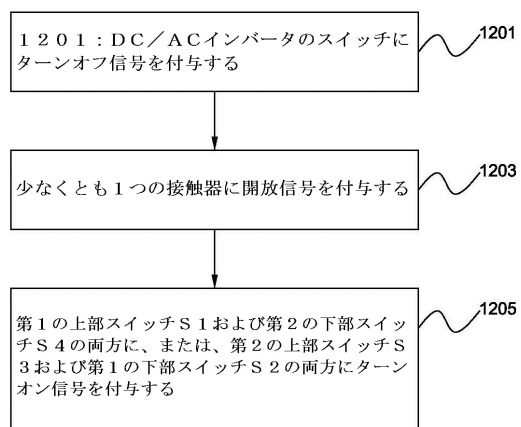 1201：DC／ACインバータのスイッチに
ターンオフ信号を付与する
1201
少なくとも1つの接触器に開放信号を付与する
1203
第1の上部スイッチS1および第2の下部スイッ
チS4の両方に、または、第2の上部スイッチS
3および第1の下部スイッチS2の両方にターン
オン信号を付与する
1205